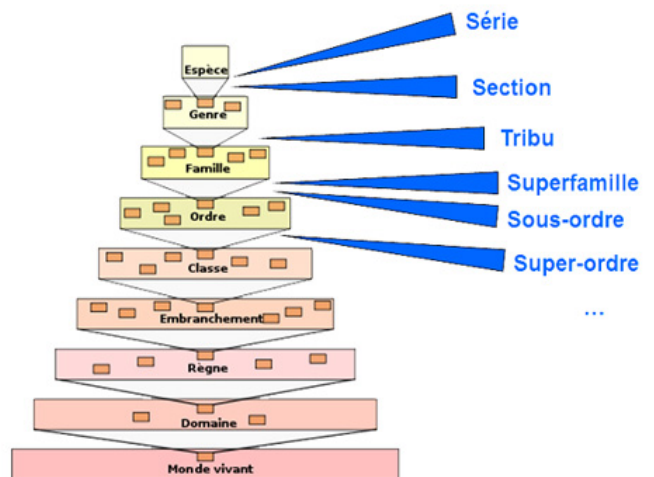 Série
Espèce
Section
Genre
Tribu
Famille
Superfamille
Ordre
Sous-ordre
Super-ordre
Classe
...
Embranchement
Règne
Domaine
Monde vivant